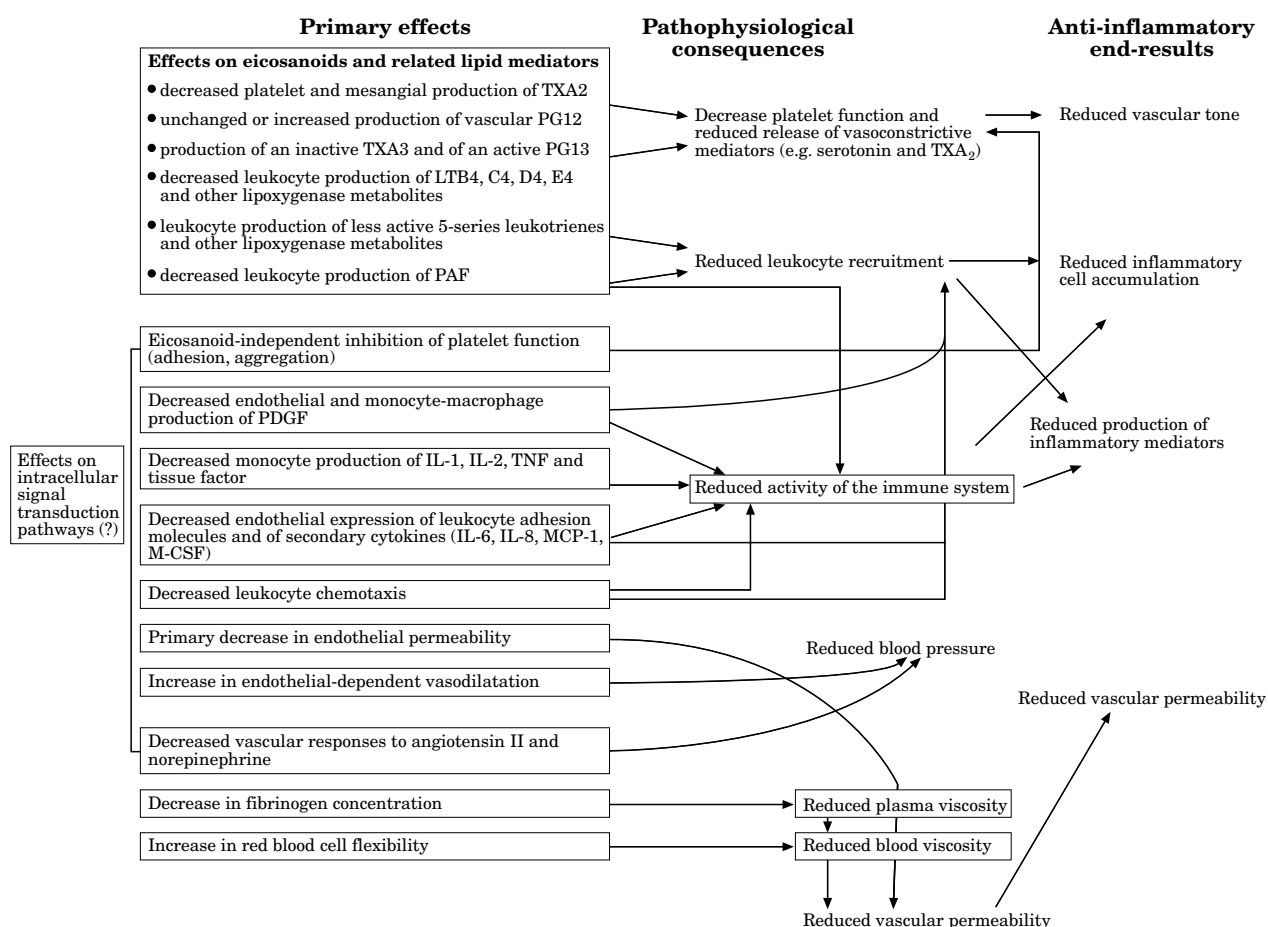 Primary effects
Pathophysiological
consequences
Anti-inflammatory
end-results
Effects on eicosanoids and related lipid mediators
• decreased platelet and mesangial production of TXA2
• unchanged or increased production of vascular PG12
• production of an inactive TXA3 and of an active PG13
• decreased leukocyte production of LTB4, C4, D4, E4
and other lipoxygenase metabolites
• leukocyte production of less active 5-series leukotrienes
and other lipoxygenase metabolites
• decreased leukocyte production of PAF
Decrease platelet function and
reduced release of vasoconstrictive
mediators (e.g. serotonin and TXA₂)
Reduced vascular tone
Reduced leukocyte recruitment
Reduced inflammatory
cell accumulation
Eicosanoid-independent inhibition of platelet function
(adhesion, aggregation)
Decreased endothelial and monocyte-macrophage
production of PDGF
Reduced production of
inflammatory mediators
Effects on
intracellular
signal
transduction
pathways (?)
Decreased monocyte production of IL-1, IL-2, TNF and
tissue factor
Reduced activity of the immune system
Decreased endothelial expression of leukocyte adhesion
molecules and of secondary cytokines (IL-6, IL-8, MCP-1,
M-CSF)
Decreased leukocyte chemotaxis
Primary decrease in endothelial permeability
Reduced blood pressure
Increase in endothelial-dependent vasodilatation
Reduced vascular permeability
Decreased vascular responses to angiotensin II and
norepinephrine
Decrease in fibrinogen concentration
Reduced plasma viscosity
Increase in red blood cell flexibility
Reduced blood viscosity
Reduced vascular permeability